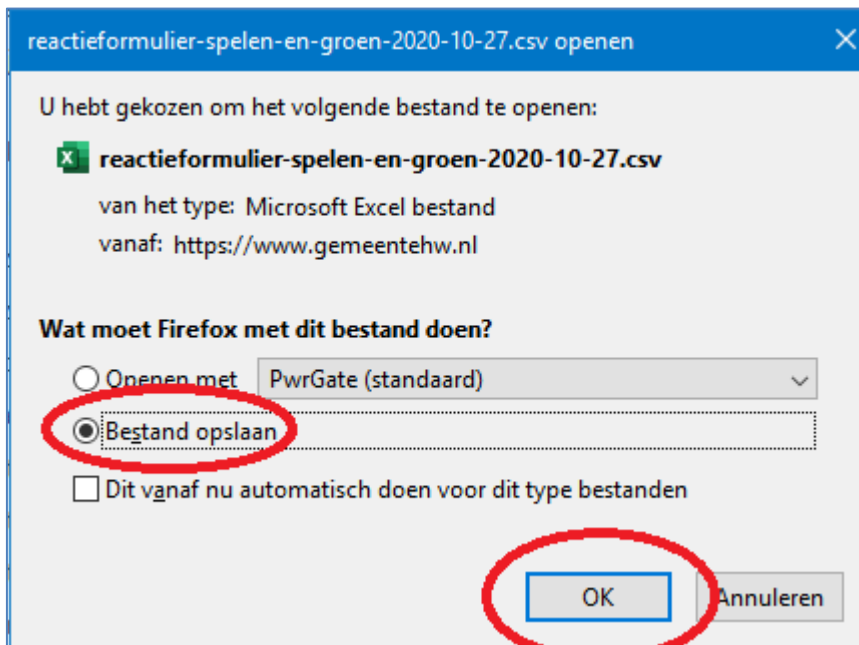 reactieformulier-spelen-en-groen-2020-10-27.csv openen
U hebt gekozen om het volgende bestand te openen:
reactieformulier-spelen-en-groen-2020-10-27.csv
van het type: Microsoft Excel bestand
vanaf: https://www.gemeentehw.nl
Wat moet Firefox met dit bestand doen?
Openen met PwrGate (standaard)
Bestand opslaan
Dit vanaf nu automatisch doen voor dit type bestanden
OK Annuleren